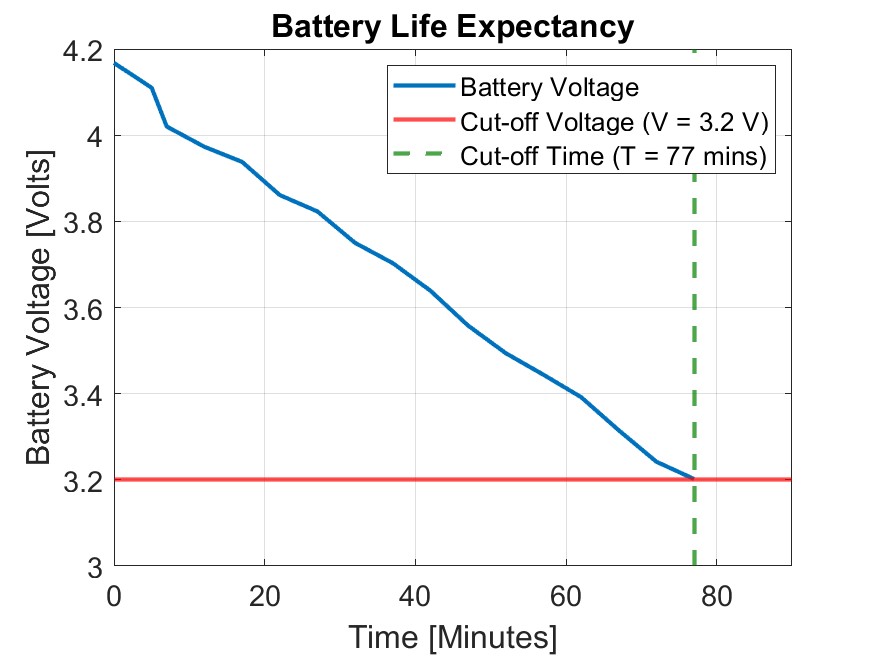 Battery Life Expectancy
Battery Voltage
Cut-off Voltage (V = 3.2 V)
Cut-off Time (T = 77 mins)
Battery Voltage [Volts]
4.2
4
3.8
3.6
3.4
3.2
3
0 20 40 60 80
Time [Minutes]